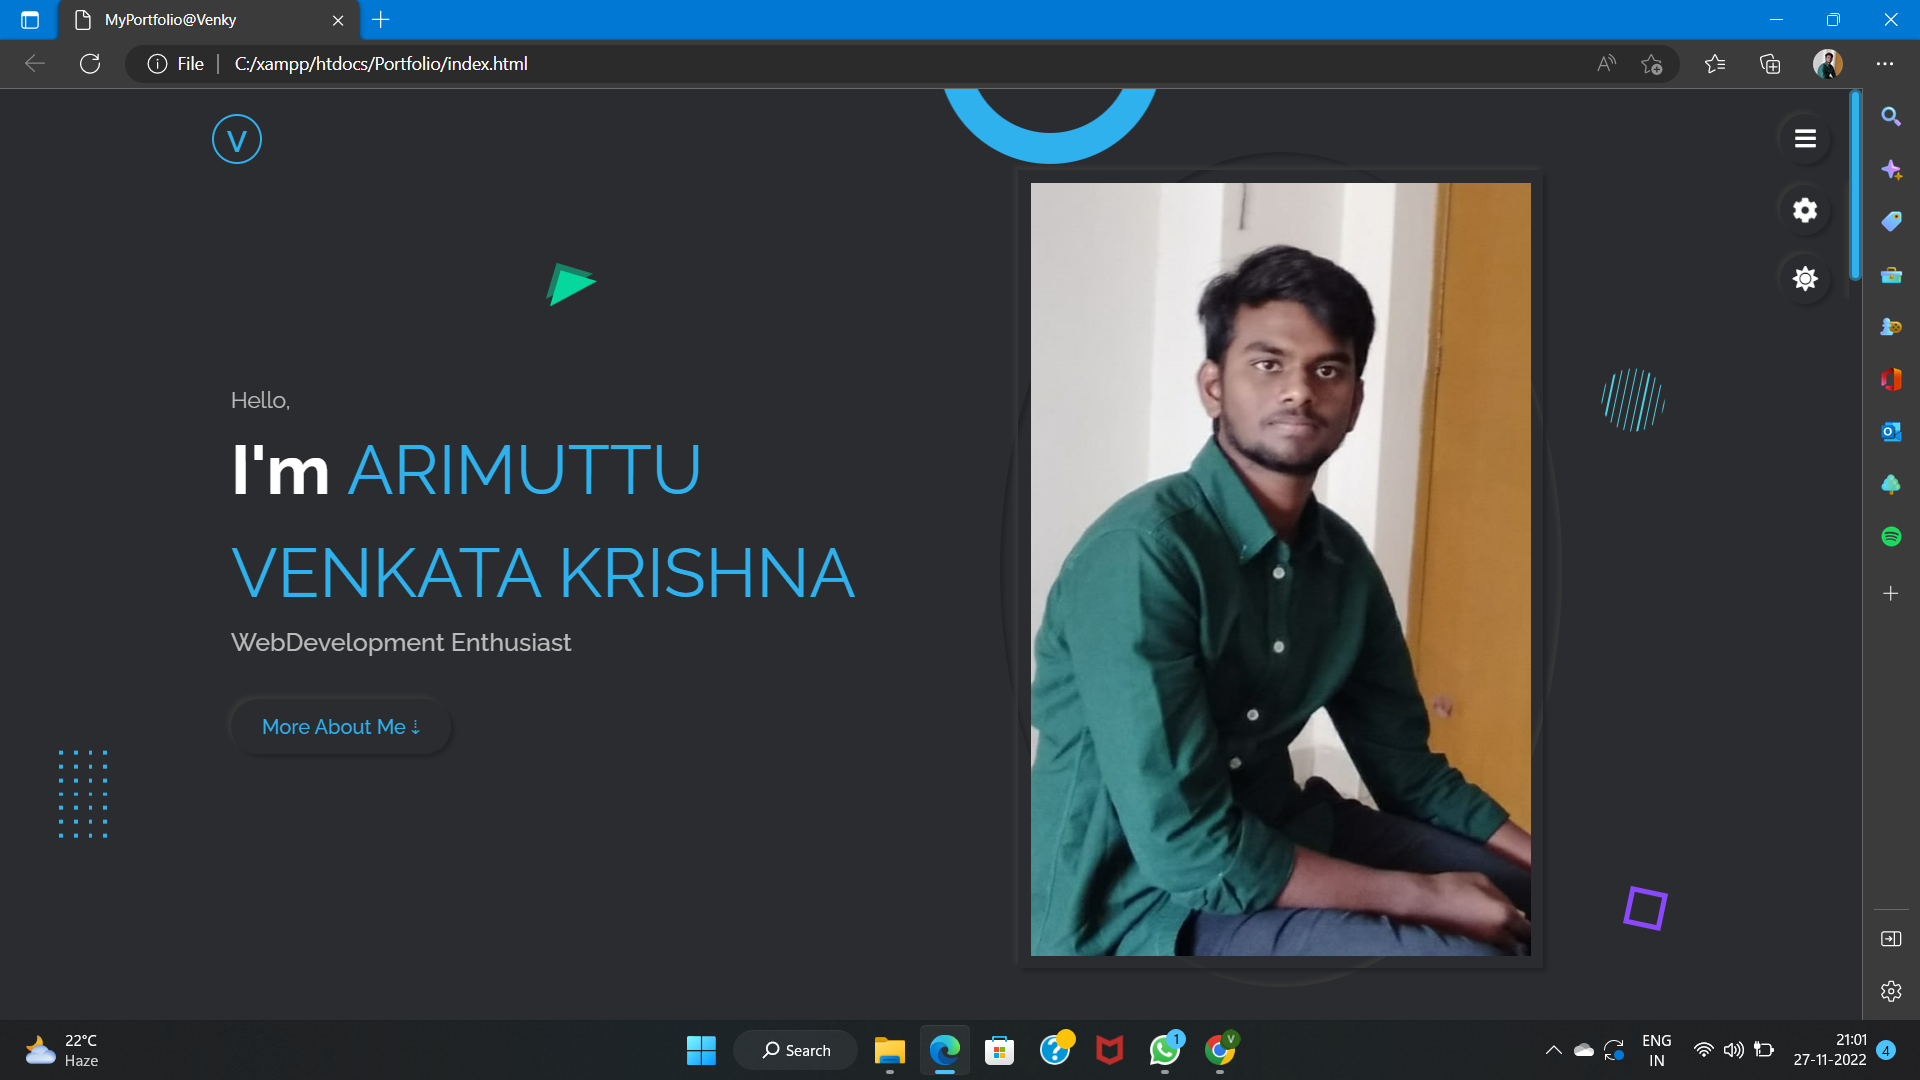 MyPortfolio@Venky
File
C:/xampp/htdocs/Portfolio/index.html
V
Hello,
I'm ARIMUTTU
VENKATA KRISHNA
WebDevelopment Enthusiast
More About Me ⇣
22°C
Haze
Search
1
V
ENG
IN
21:01
27-11-2022
4